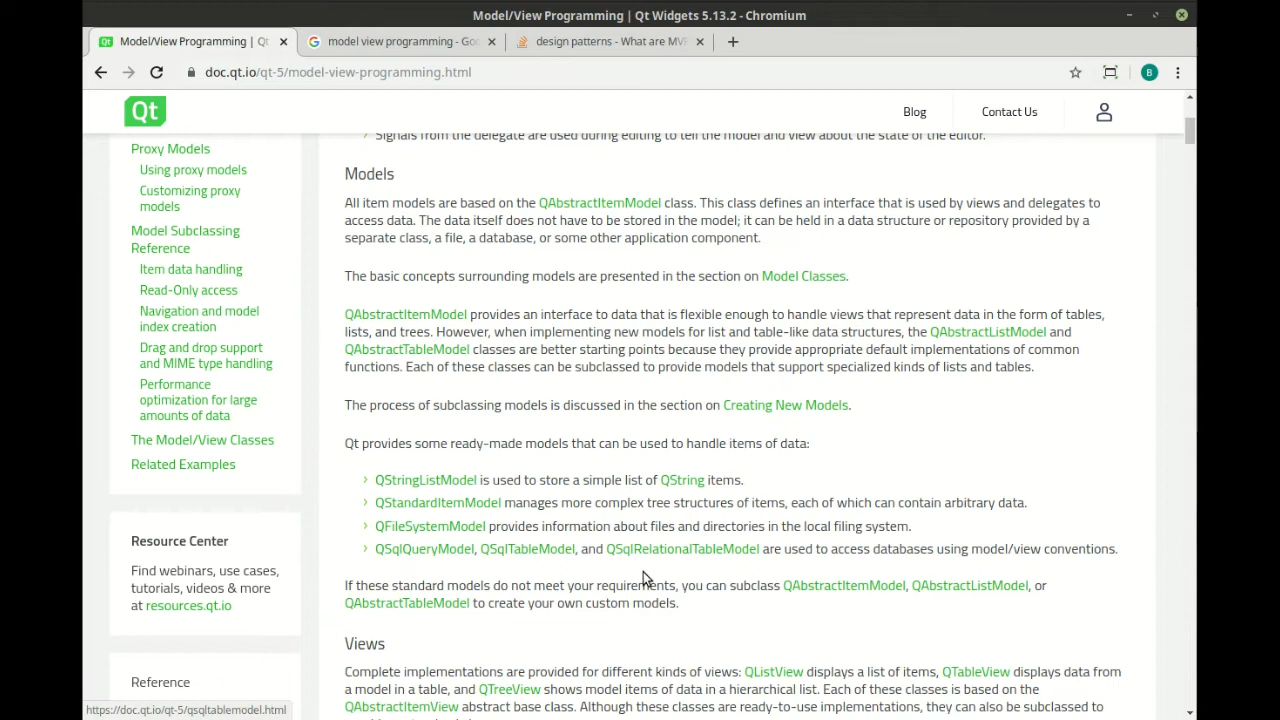 Model/View Programming | Qt Widgets 5.13.2 - Chromium
Model/View Programming | Qt
model view programming - Goo
design patterns - What are MVP
doc.qt.io/qt-5/model-view-programming.html
B
Qt
Blog
Contact Us
Proxy Models
Using proxy models
Customizing proxy
models
Model Subclassing
Reference
Item data handling
Read-Only access
Navigation and model
index creation
Drag and drop support
and MIME type handling
Performance
optimization for large
amounts of data
The Model/View Classes
Related Examples
Resource Center
Find webinars, use cases,
tutorials, videos & more
at resources.qt.io
Reference
Signals from the delegate are used during editing to tell the model and view about the state of the editor.
Models
All item models are based on the QAbstractItemModel class. This class defines an interface that is used by views and delegates to
access data. The data itself does not have to be stored in the model; it can be held in a data structure or repository provided by a
separate class, a file, a database, or some other application component.
The basic concepts surrounding models are presented in the section on Model Classes.
QAbstractItemModel provides an interface to data that is flexible enough to handle views that represent data in the form of tables,
lists, and trees. However, when implementing new models for list and table-like data structures, the QAbstractListModel and
QAbstractTableModel classes are better starting points because they provide appropriate default implementations of common
functions. Each of these classes can be subclassed to provide models that support specialized kinds of lists and tables.
The process of subclassing models is discussed in the section on Creating New Models.
Qt provides some ready-made models that can be used to handle items of data:
QStringListModel is used to store a simple list of QString items.
QStandardItemModel manages more complex tree structures of items, each of which can contain arbitrary data.
QFileSystemModel provides information about files and directories in the local filing system.
QSqlQueryModel, QSqlTableModel, and QSqlRelationalTableModel are used to access databases using model/view conventions.
If these standard models do not meet your requirements, you can subclass QAbstractItemModel, QAbstractListModel, or
QAbstractTableModel to create your own custom models.
Views
Complete implementations are provided for different kinds of views: QListView displays a list of items, QTableView displays data from
a model in a table, and QTreeView shows model items of data in a hierarchical list. Each of these classes is based on the
QAbstractItemView abstract base class. Although these classes are ready-to-use implementations, they can also be subclassed to
https://doc.qt.io/qt-5/qsqltablemodel.html